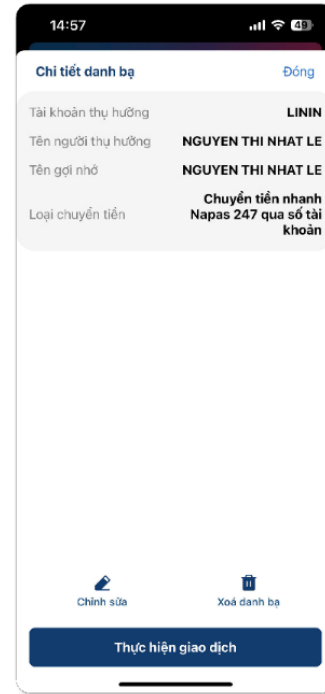 14:57
49
Chi tiết danh bạ Đóng
Tài khoản thụ hưởng LININ
Tên người thụ hưởng NGUYEN THI NHAT LE
Tên gợi nhớ NGUYEN THI NHAT LE
Loại chuyển tiền Chuyển tiền nhanh
Napas 247 qua số tài
khoản
Chỉnh sửa Xoá danh bạ
Thực hiện giao dịch